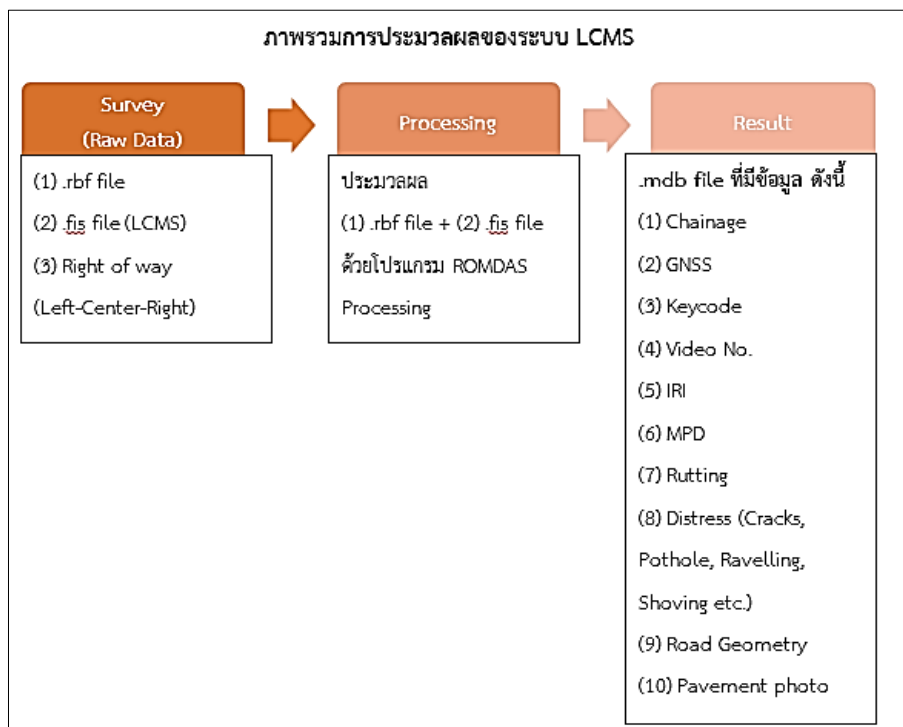 ภาพรวมการประมวลผลของระบบ LCMS
Survey
(Raw Data)
(1) .rbf file
(2) .fis file (LCMS)
(3) Right of way
(Left-Center-Right)
Processing
ประมวลผล
(1) .rbf file + (2) .fis file
ด้วยโปรแกรม ROMDAS
Processing
Result
.mdb file ที่มีข้อมูล ดังนี้
(1) Chainage
(2) GNSS
(3) Keycode
(4) Video No.
(5) IRI
(6) MPD
(7) Rutting
(8) Distress (Cracks,
Pothole, Ravelling,
Shoving etc.)
(9) Road Geometry
(10) Pavement photo